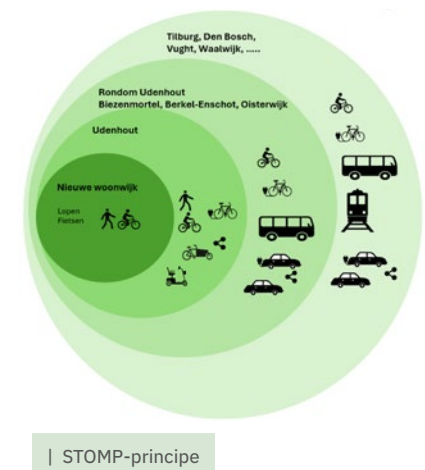 Tilburg, Den Bosch,
Vught, Waalwijk, .....
Rondom Udenhout
Biezenmortel, Berkel-Enschot, Oisterwijk
Udenhout
Nieuwe woonwijk
Lopen
Fietsen
| STOMP-principe